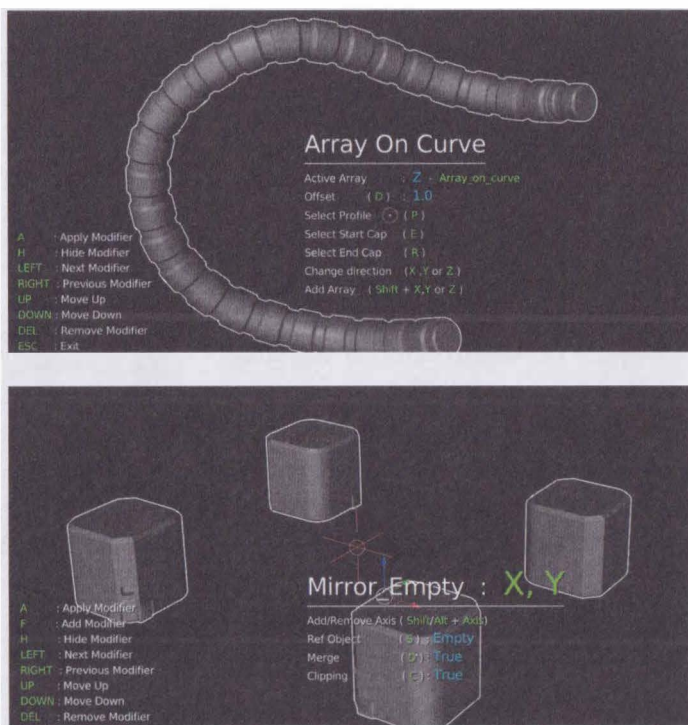 Array On Curve
Active Array : Z - Array_on_curve
Offset ( D ) : 1.0
Select Profile ( P )
Select Start Cap ( E )
Select End Cap ( R )
Change direction (X ,Y or Z )
Add Array ( Shift + X,Y or Z )
A : Apply Modifier
H : Hide Modifier
LEFT : Next Modifier
RIGHT : Previous Modifier
UP : Move Up
DOWN : Move Down
DEL : Remove Modifier
ESC : Exit
Mirror Empty : X, Y
Add/Remove Axis ( Shift/Alt + Axis)
Ref Object ( S ) : Empty
Merge ( D ) : True
Clipping ( C ) : True
A : Apply Modifier
F : Add Modifier
H : Hide Modifier
LEFT : Next Modifier
RIGHT : Previous Modifier
UP : Move Up
DOWN : Move Down
DEL : Remove Modifier